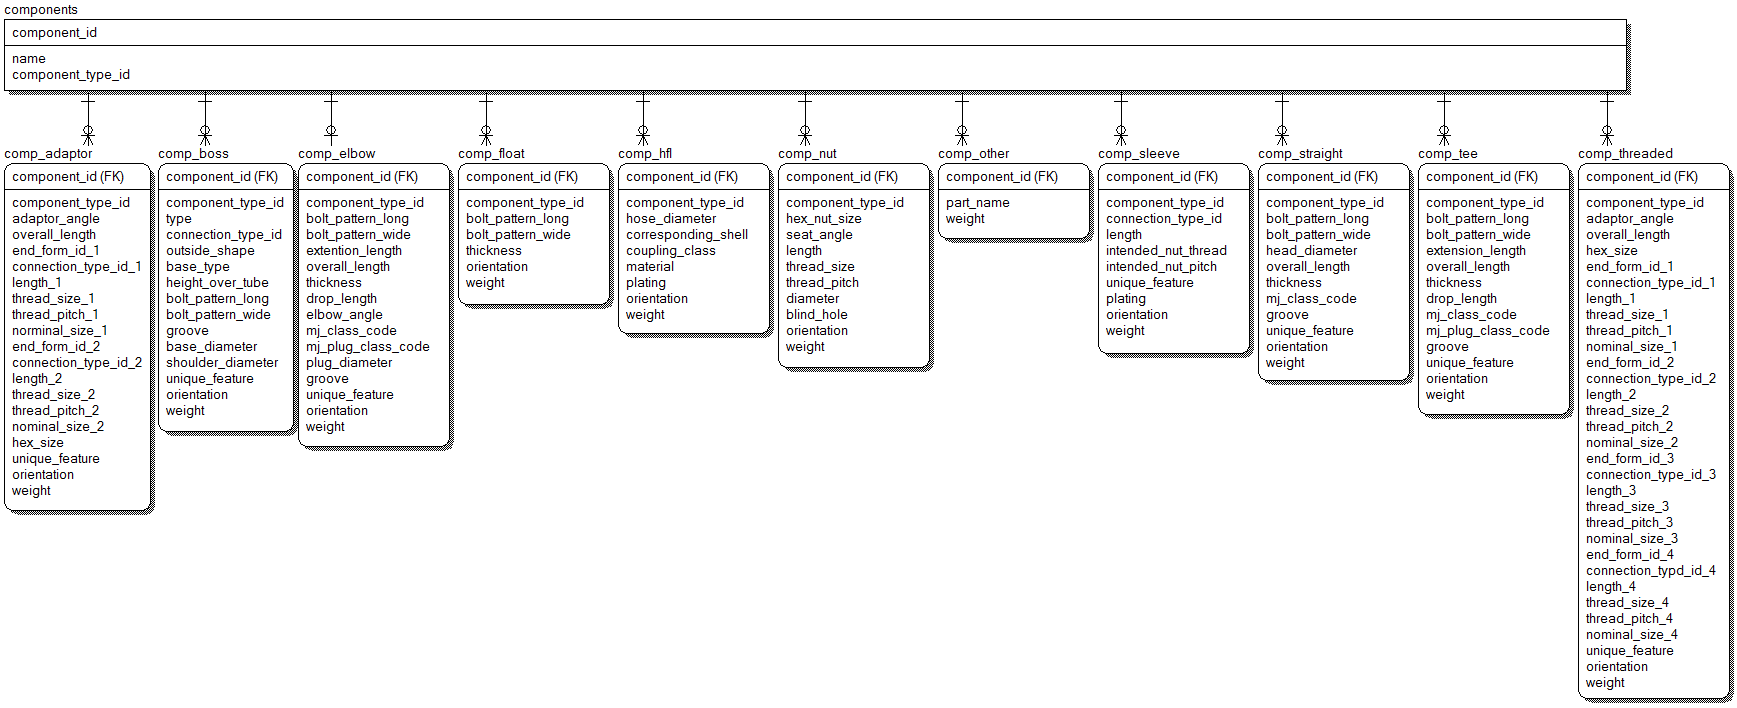 components
component_id
name
component_type_id
comp_adaptor
component_id (FK)
component_type_id
adaptor_angle
overall_length
end_form_id_1
connection_type_id_1
length_1
thread_size_1
thread_pitch_1
norminal_size_1
end_form_id_2
connection_type_id_2
length_2
thread_size_2
thread_pitch_2
nominal_size_2
hex_size
unique_feature
orientation
weight
comp_boss
component_id (FK)
component_type_id
type
connection_type_id
outside_shape
base_type
height_over_tube
bolt_pattern_long
bolt_pattern_wide
groove
base_diameter
shoulder_diameter
unique_feature
orientation
weight
comp_elbow
component_id (FK)
component_type_id
bolt_pattern_long
bolt_pattern_wide
extention_length
overall_length
thickness
drop_length
elbow_angle
mj_class_code
mj_plug_class_code
plug_diameter
groove
unique_feature
orientation
weight
comp_float
component_id (FK)
component_type_id
bolt_pattern_long
bolt_pattern_wide
thickness
orientation
weight
comp_hfl
component_id (FK)
component_type_id
hose_diameter
corresponding_shell
coupling_class
material
plating
orientation
weight
comp_nut
component_id (FK)
component_type_id
hex_nut_size
seat_angle
length
thread_size
thread_pitch
diameter
blind_hole
orientation
weight
comp_other
component_id (FK)
part_name
weight
comp_sleeve
component_id (FK)
component_type_id
connection_type_id
length
intended_nut_thread
intended_nut_pitch
unique_feature
plating
orientation
weight
comp_straight
component_id (FK)
component_type_id
bolt_pattern_long
bolt_pattern_wide
head_diameter
overall_length
thickness
mj_class_code
groove
unique_feature
orientation
weight
comp_tee
component_id (FK)
component_type_id
bolt_pattern_long
bolt_pattern_wide
extension_length
overall_length
thickness
drop_length
mj_class_code
mj_plug_class_code
groove
unique_feature
orientation
weight
comp_threaded
component_id (FK)
component_type_id
adaptor_angle
overall_length
hex_size
end_form_id_1
connection_type_id_1
length_1
thread_size_1
thread_pitch_1
nominal_size_1
end_form_id_2
connection_type_id_2
length_2
thread_size_2
thread_pitch_2
nominal_size_2
end_form_id_3
connection_type_id_3
length_3
thread_size_3
thread_pitch_3
nominal_size_3
end_form_id_4
connection_typd_id_4
length_4
thread_size_4
thread_pitch_4
nominal_size_4
unique_feature
orientation
weight